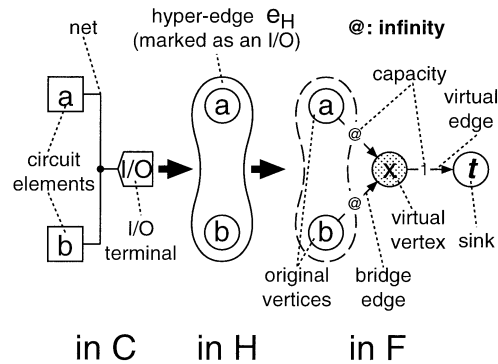 hyper-edge eH
(marked as an I/O)
@: infinity
net
capacity
virtual
edge
a
I/O
b
circuit
elements
I/O
terminal
a
b
a
@
x
1
t
@
b
original
vertices
bridge
edge
virtual
vertex
sink
in C
in H
in F